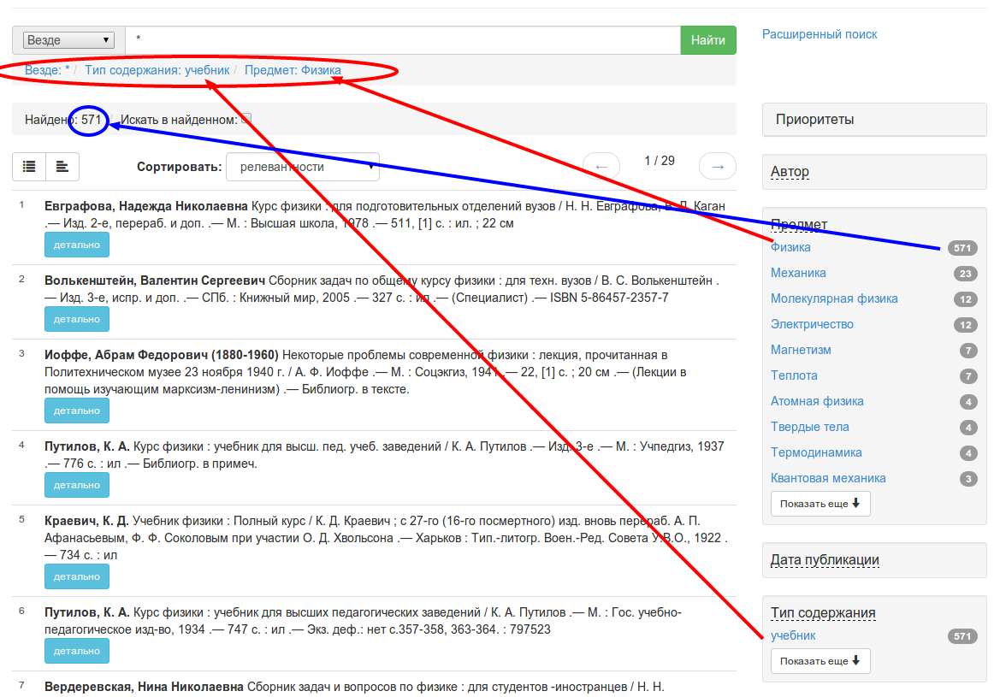 Везде * Найти
Расширенный поиск
Везде: * / Тип содержания: учебник / Предмет: Физика
Найдено: 571 / Искать в найденном:
Сортировать: релевантности ← 1 / 29 →
1 Евграфова, Надежда Николаевна Курс физики : для подготовительных отделений вузов / Н. Н. Евграфова, В. Л. Каган
.— Изд. 2-е, перераб. и доп. .— М. : Высшая школа, 1978 .— 511, [1] с. : ил. ; 22 см
детально
2 Волькенштейн, Валентин Сергеевич Сборник задач по общему курсу физики : для техн. вузов / В. С. Волькенштейн .
— Изд. 3-е, испр. и доп. .— СПб. : Книжный мир, 2005 .— 327 с. : ил .— (Специалист) .— ISBN 5-86457-2357-7
детально
3 Иоффе, Абрам Федорович (1880-1960) Некоторые проблемы современной физики : лекция, прочитанная в
Политехническом музее 23 ноября 1940 г. / А. Ф. Иоффе .— М. : Соцэкгиз, 1941 .— 22, [1] с. ; 20 см .— (Лекции в
помощь изучающим марксизм-ленинизм) .— Библиогр. в тексте.
детально
4 Путилов, К. А. Курс физики : учебник для высш. пед. учеб. заведений / К. А. Путилов .— Изд. 3-е .— М. : Учпедгиз, 1937
.— 776 с. : ил .— Библиогр. в примеч.
детально
5 Краевич, К. Д. Учебник физики : Полный курс / К. Д. Краевич ; с 27-го (16-го посмертного) изд. вновь перераб. А. П.
Афанасьевым, Ф. Ф. Соколовым при участии О. Д. Хвольсона .— Харьков : Тип.-литогр. Воен.-Ред. Совета У.В.О., 1922 .
— 734 с. : ил
детально
6 Путилов, К. А. Курс физики : учебник для высших педагогических заведений / К. А. Путилов .— М. : Гос. учебно-
педагогическое изд-во, 1934 .— 747 с. : ил .— Экз. деф.: нет с.357-358, 363-364. : 797523
детально
7 Вердеревская, Нина Николаевна Сборник задач и вопросов по физике : для студентов -иностранцев / Н. Н.
Приоритеты
Автор
Предмет
Физика 571
Механика 23
Молекулярная физика 12
Электричество 12
Магнетизм 7
Теплота 7
Атомная физика 4
Твердые тела 4
Термодинамика 4
Квантовая механика 3
Показать еще
Дата публикации
Тип содержания
учебник 571
Показать еще